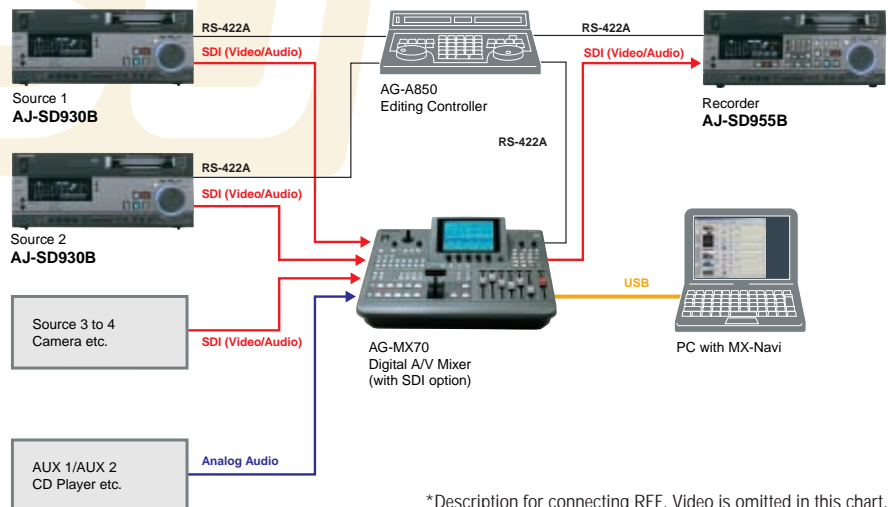 RS-422A
SDI (Video/Audio)
Source 1
AJ-SD930B
AG-A850
Editing Controller
RS-422A
SDI (Video/Audio)
Recorder
AJ-SD955B
RS-422A
RS-422A
SDI (Video/Audio)
Source 2
AJ-SD930B
Source 3 to 4
Camera etc.
SDI (Video/Audio)
AG-MX70
Digital A/V Mixer
(with SDI option)
USB
PC with MX-Navi
AUX 1/AUX 2
CD Player etc.
Analog Audio
*Description for connecting REF. Video is omitted in this chart.